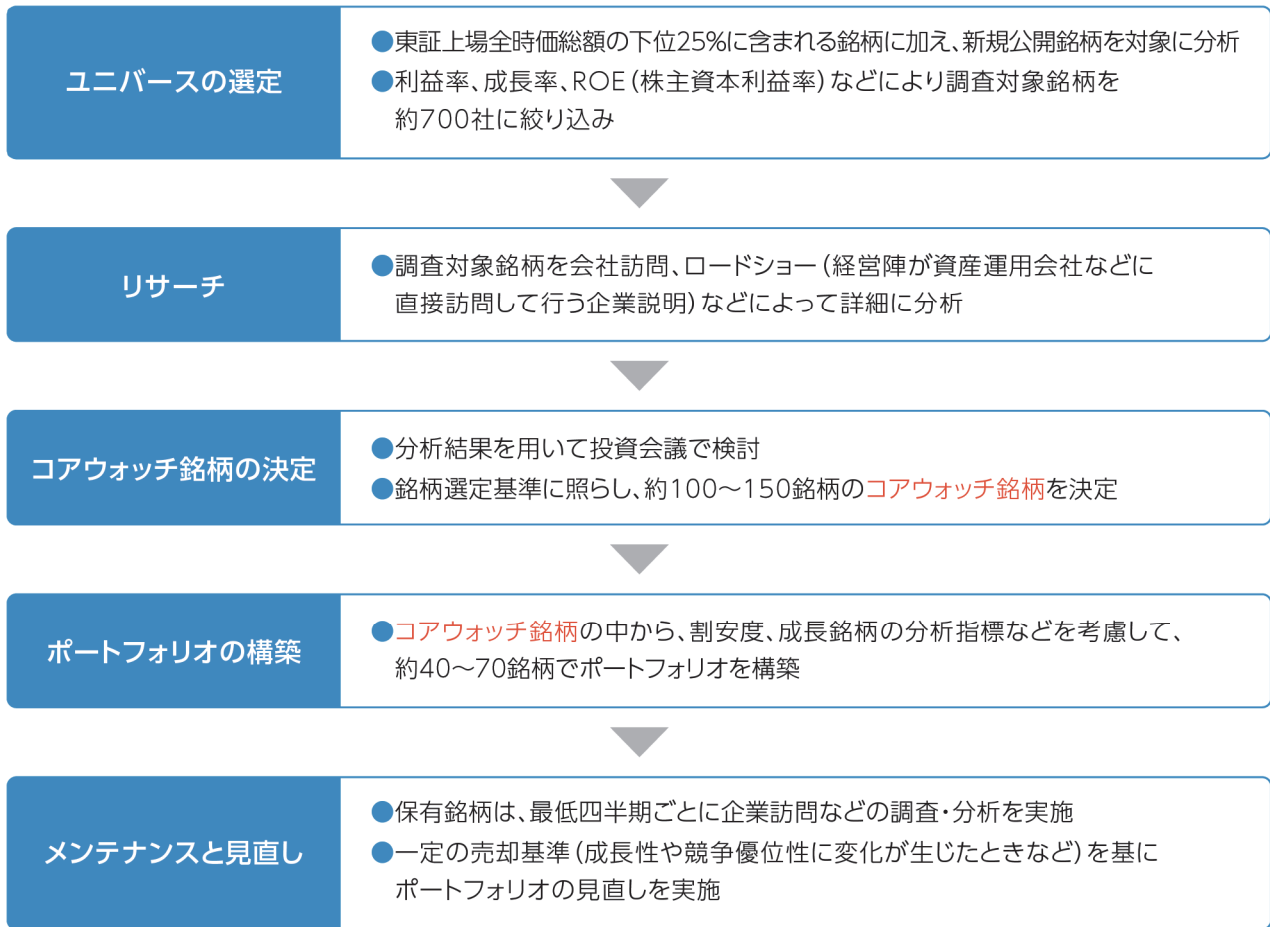 ユニバースの選定
●東証上場全時価総額の下位25%に含まれる銘柄に加え、新規公開銘柄を対象に分析
●利益率、成長率、ROE（株主資本利益率）などにより調査対象銘柄を
約700社に絞り込み
リサーチ
●調査対象銘柄を会社訪問、ロードショー（経営陣が資産運用会社などに
直接訪問して行う企業説明）などによって詳細に分析
コアウォッチ銘柄の決定
●分析結果を用いて投資会議で検討
●銘柄選定基準に照らし、約100～150銘柄のコアウォッチ銘柄を決定
ポートフォリオの構築
●コアウォッチ銘柄の中から、割安度、成長銘柄の分析指標などを考慮して、
約40～70銘柄でポートフォリオを構築
メンテナンスと見直し
●保有銘柄は、最低四半期ごとに企業訪問などの調査・分析を実施
●一定の売却基準（成長性や競争優位性に変化が生じたときなど）を基に
ポートフォリオの見直しを実施